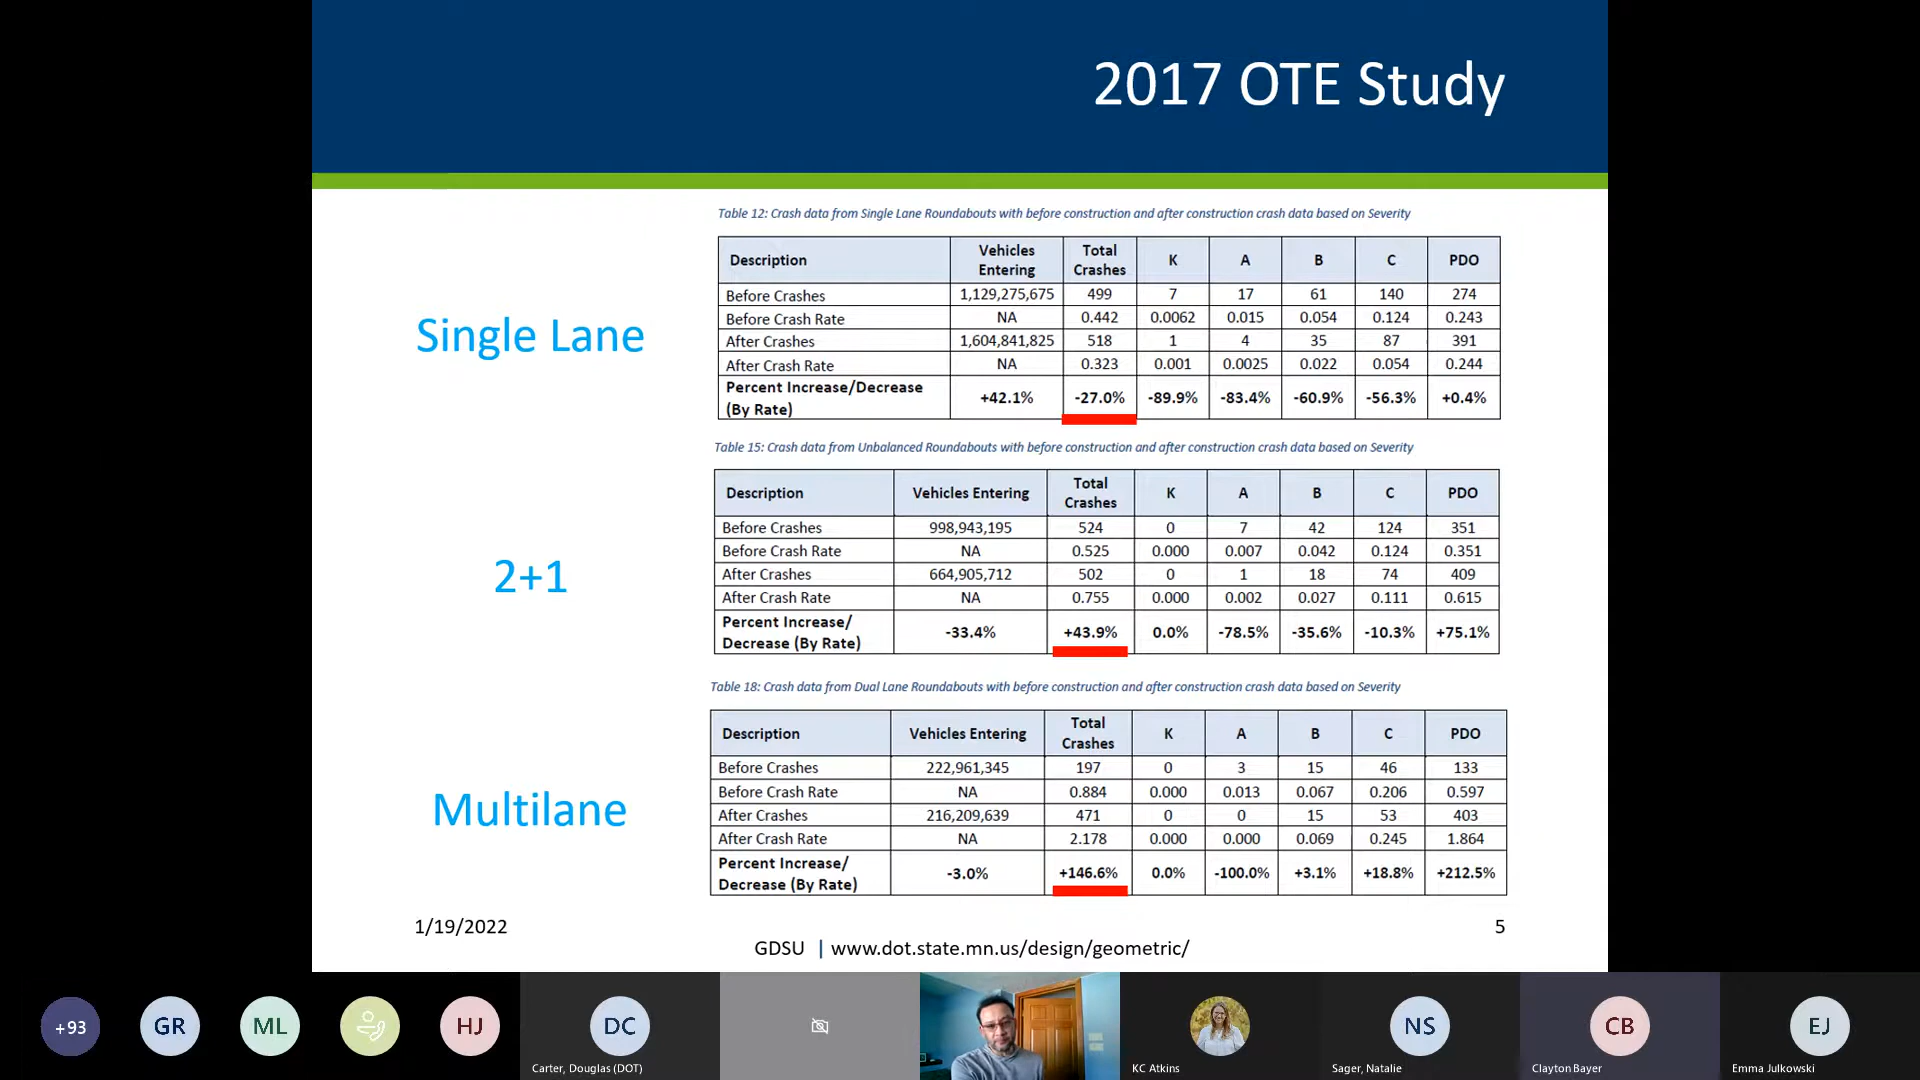 2017 OTE Study
Table 12: Crash data from Single Lane Roundabouts with before construction and after construction crash data based on Severity
Single Lane
Description Vehicles Entering Total Crashes K A B C PDO
Before Crashes 1,129,275,675 499 7 17 61 140 274
Before Crash Rate NA 0.442 0.0062 0.015 0.054 0.124 0.243
After Crashes 1,604,841,825 518 1 4 35 87 391
After Crash Rate NA 0.323 0.001 0.0025 0.022 0.054 0.244
Percent Increase/Decrease (By Rate) +42.1% -27.0% -89.9% -83.4% -60.9% -56.3% +0.4%
Table 15: Crash data from Unbalanced Roundabouts with before construction and after construction crash data based on Severity
2+1
Description Vehicles Entering Total Crashes K A B C PDO
Before Crashes 998,943,195 524 0 7 42 124 351
Before Crash Rate NA 0.525 0.000 0.007 0.042 0.124 0.351
After Crashes 664,905,712 502 0 1 18 74 409
After Crash Rate NA 0.755 0.000 0.002 0.027 0.111 0.615
Percent Increase/ Decrease (By Rate) -33.4% +43.9% 0.0% -78.5% -35.6% -10.3% +75.1%
Table 18: Crash data from Dual Lane Roundabouts with before construction and after construction crash data based on Severity
Multilane
Description Vehicles Entering Total Crashes K A B C PDO
Before Crashes 222,961,345 197 0 3 15 46 133
Before Crash Rate NA 0.884 0.000 0.013 0.067 0.206 0.597
After Crashes 216,209,639 471 0 0 15 53 403
After Crash Rate NA 2.178 0.000 0.000 0.069 0.245 1.864
Percent Increase/ Decrease (By Rate) -3.0% +146.6% 0.0% -100.0% +3.1% +18.8% +212.5%
1/19/2022
5
GDSU | www.dot.state.mn.us/design/geometric/
+93 GR ML HJ DC NS CB EJ
Carter, Douglas (DOT) KC Atkins Sager, Natalie Clayton Bayer Emma Julkowski